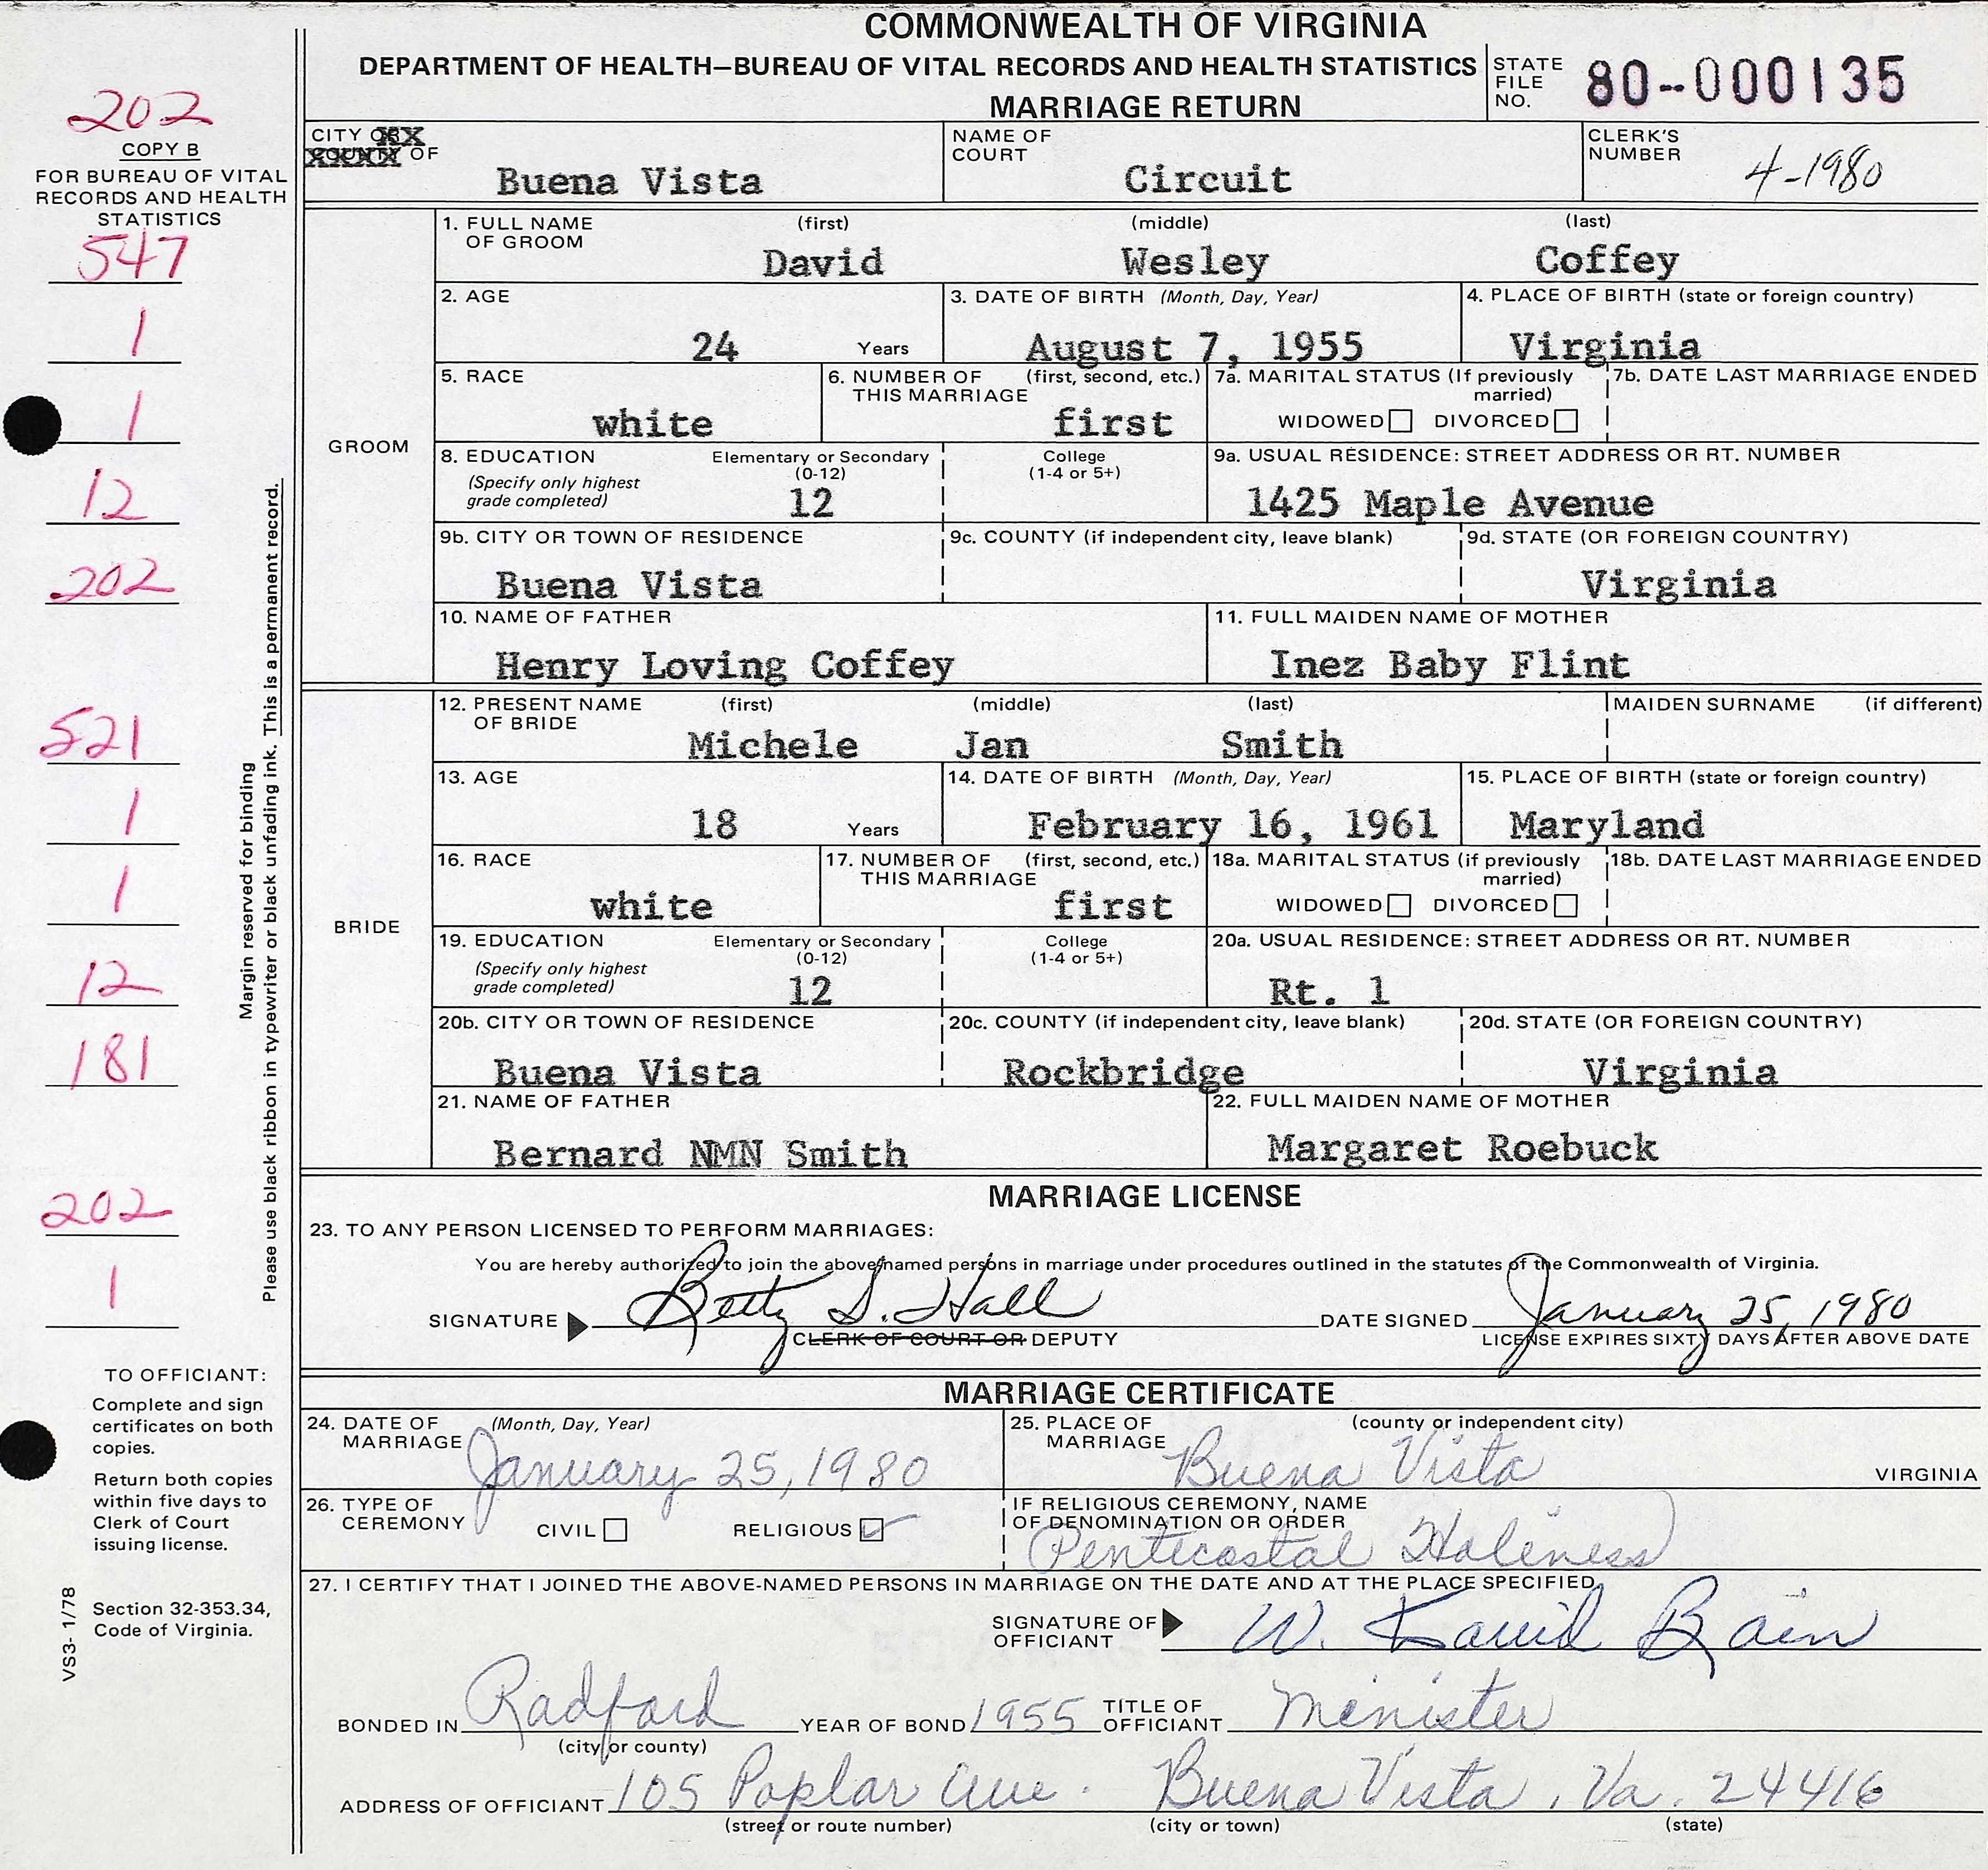 COMMONWEALTH OF VIRGINIA
DEPARTMENT OF HEALTH—BUREAU OF VITAL RECORDS AND HEALTH STATISTICS
MARRIAGE RETURN
STATE FILE NO. 80--000135
202
COPY B
FOR BUREAU OF VITAL
RECORDS AND HEALTH
STATISTICS
547
1
1
12
202
521
1
1
12
181
202
1
Margin reserved for binding
Please use black ribbon in typewriter or black unfading ink. This is a permanent record.
TO OFFICIANT:
Complete and sign
certificates on both
copies.
Return both copies
within five days to
Clerk of Court
issuing license.
Section 32-353.34,
Code of Virginia.
VS3- 1/78
CITY OR COUNTY OF Buena Vista
NAME OF COURT Circuit
CLERK'S NUMBER 4-1980
GROOM
1. FULL NAME OF GROOM (first) (middle) (last)
David Wesley Coffey
2. AGE 24 Years
3. DATE OF BIRTH (Month, Day, Year) August 7, 1955
4. PLACE OF BIRTH (state or foreign country) Virginia
5. RACE white
6. NUMBER OF THIS MARRIAGE (first, second, etc.) first
7a. MARITAL STATUS (If previously married) WIDOWED DIVORCED
7b. DATE LAST MARRIAGE ENDED
8. EDUCATION (Specify only highest grade completed) Elementary or Secondary (0-12) 12
College (1-4 or 5+)
9a. USUAL RESIDENCE: STREET ADDRESS OR RT. NUMBER 1425 Maple Avenue
9b. CITY OR TOWN OF RESIDENCE Buena Vista
9c. COUNTY (if independent city, leave blank)
9d. STATE (OR FOREIGN COUNTRY) Virginia
10. NAME OF FATHER Henry Loving Coffey
11. FULL MAIDEN NAME OF MOTHER Inez Baby Flint
BRIDE
12. PRESENT NAME OF BRIDE (first) (middle) (last) MAIDEN SURNAME (if different)
Michele Jan Smith
13. AGE 18 Years
14. DATE OF BIRTH (Month, Day, Year) February 16, 1961
15. PLACE OF BIRTH (state or foreign country) Maryland
16. RACE white
17. NUMBER OF THIS MARRIAGE (first, second, etc.) first
18a. MARITAL STATUS (if previously married) WIDOWED DIVORCED
18b. DATE LAST MARRIAGE ENDED
19. EDUCATION (Specify only highest grade completed) Elementary or Secondary (0-12) 12
College (1-4 or 5+)
20a. USUAL RESIDENCE: STREET ADDRESS OR RT. NUMBER Rt. 1
20b. CITY OR TOWN OF RESIDENCE Buena Vista
20c. COUNTY (if independent city, leave blank) Rockbridge
20d. STATE (OR FOREIGN COUNTRY) Virginia
21. NAME OF FATHER Bernard NMN Smith
22. FULL MAIDEN NAME OF MOTHER Margaret Roebuck
MARRIAGE LICENSE
23. TO ANY PERSON LICENSED TO PERFORM MARRIAGES:
You are hereby authorized to join the above named persons in marriage under procedures outlined in the statutes of the Commonwealth of Virginia.
SIGNATURE Betty S. Hall DATE SIGNED January 25, 1980
CLERK OF COURT OR DEPUTY LICENSE EXPIRES SIXTY DAYS AFTER ABOVE DATE
MARRIAGE CERTIFICATE
24. DATE OF MARRIAGE (Month, Day, Year) January 25, 1980
25. PLACE OF MARRIAGE (county or independent city) Buena Vista VIRGINIA
26. TYPE OF CEREMONY CIVIL RELIGIOUS ✓
IF RELIGIOUS CEREMONY, NAME OF DENOMINATION OR ORDER Pentecostal Holiness
27. I CERTIFY THAT I JOINED THE ABOVE-NAMED PERSONS IN MARRIAGE ON THE DATE AND AT THE PLACE SPECIFIED.
SIGNATURE OF OFFICIANT W. David Bain
BONDED IN Radford YEAR OF BOND 1955 TITLE OF OFFICIANT Minister
(city or county)
ADDRESS OF OFFICIANT 105 Poplar Ave. Buena Vista, Va. 24416
(street or route number) (city or town) (state)